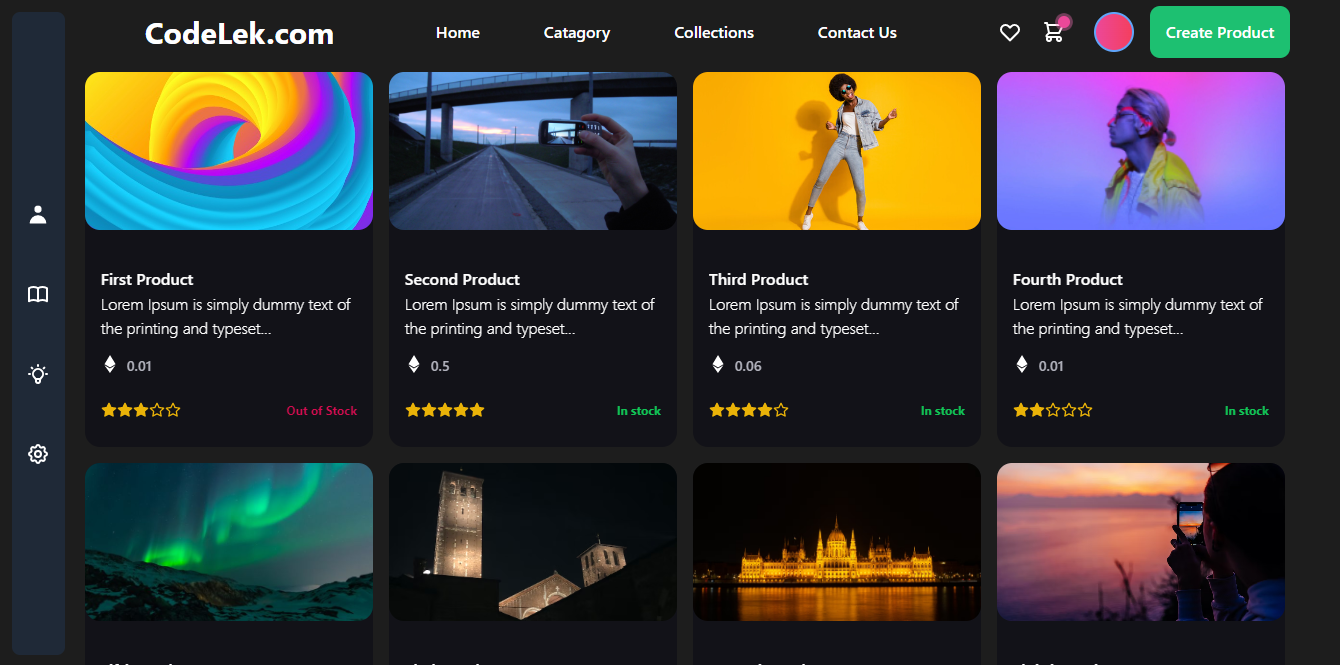 CodeLek.com
Home
Catagory
Collections
Contact Us
Create Product
First Product
Lorem Ipsum is simply dummy text of
the printing and typeset...
0.01
Out of Stock
Second Product
Lorem Ipsum is simply dummy text of
the printing and typeset...
0.5
In stock
Third Product
Lorem Ipsum is simply dummy text of
the printing and typeset...
0.06
In stock
Fourth Product
Lorem Ipsum is simply dummy text of
the printing and typeset...
0.01
In stock